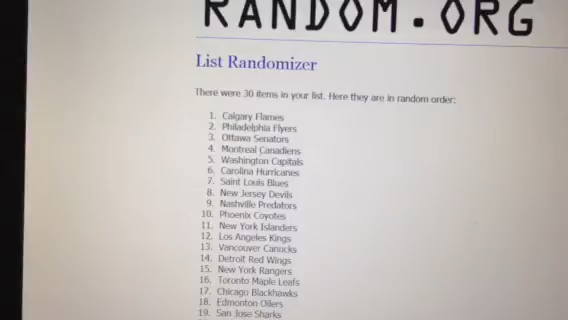 RANDOM.ORG
List Randomizer
There were 30 items in your list. Here they are in random order:
1. Calgary Flames
2. Philadelphia Flyers
3. Ottawa Senators
4. Montreal Canadiens
5. Washington Capitals
6. Carolina Hurricanes
7. Saint Louis Blues
8. New Jersey Devils
9. Nashville Predators
10. Phoenix Coyotes
11. New York Islanders
12. Los Angeles Kings
13. Vancouver Canucks
14. Detroit Red Wings
15. New York Rangers
16. Toronto Maple Leafs
17. Chicago Blackhawks
18. Edmonton Oilers
19. San Jose Sharks